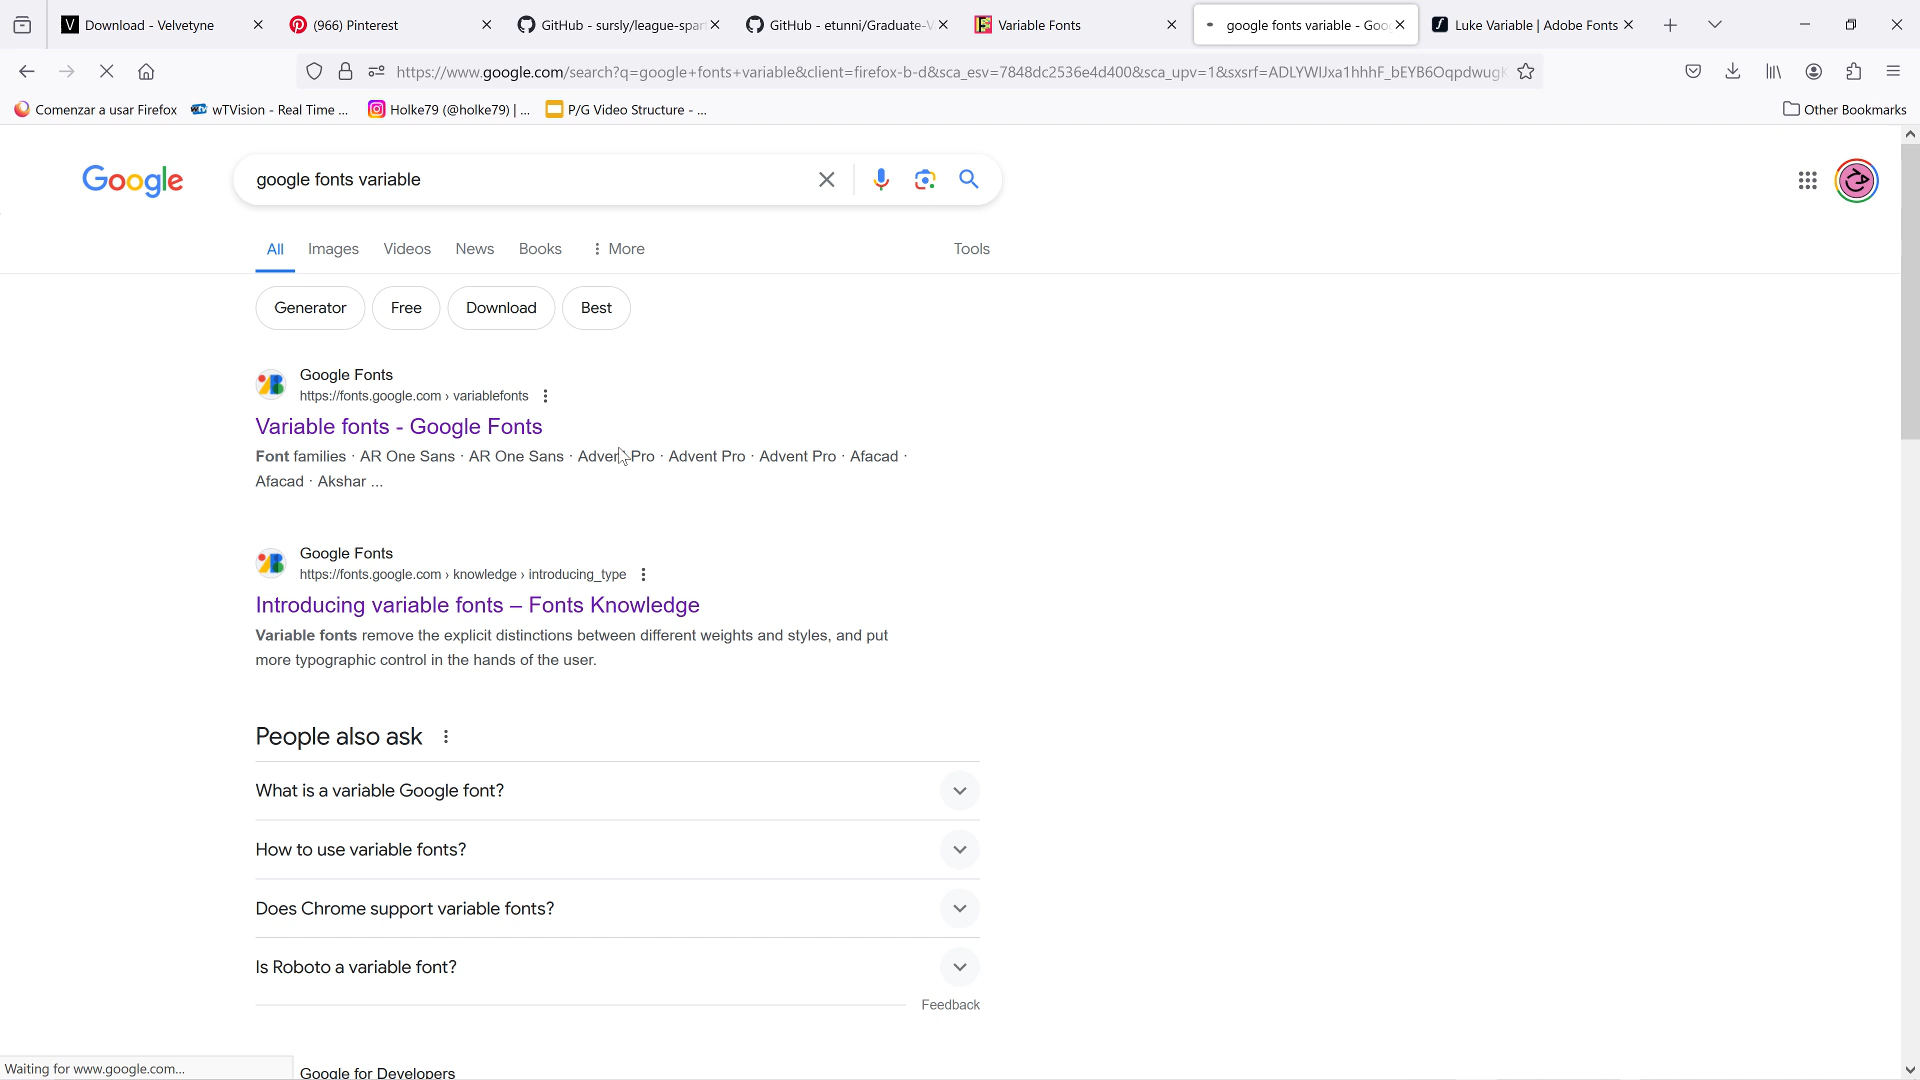 Download - Velvetyne
(966) Pinterest
GitHub - sursly/league-spar
GitHub - etunni/Graduate-V
Variable Fonts
google fonts variable - Goo
Luke Variable | Adobe Fonts
https://www.google.com/search?q=google+fonts+variable&client=firefox-b-d&sca_esv=7848dc2536e4d400&sca_upv=1&sxsrf=ADLYWIJxa1hhhF_bEYB6Oqpdwugk
Comenzar a usar Firefox
wTVision - Real Time ...
Holke79 (@holke79) | ...
P/G Video Structure - ...
Other Bookmarks
Google
google fonts variable
All
Images
Videos
News
Books
More
Tools
Generator
Free
Download
Best
Google Fonts
https://fonts.google.com › variablefonts
Variable fonts - Google Fonts
Font families · AR One Sans · AR One Sans · Advent Pro · Advent Pro · Advent Pro · Afacad ·
Afacad · Akshar ...
Google Fonts
https://fonts.google.com › knowledge › introducing_type
Introducing variable fonts – Fonts Knowledge
Variable fonts remove the explicit distinctions between different weights and styles, and put
more typographic control in the hands of the user.
People also ask
What is a variable Google font?
How to use variable fonts?
Does Chrome support variable fonts?
Is Roboto a variable font?
Feedback
Waiting for www.google.com...
Google for Developers